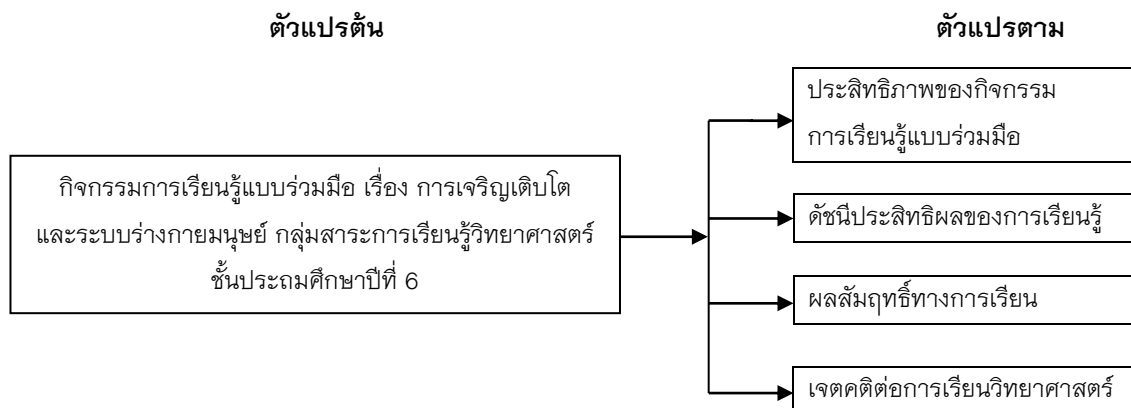 ตัวแปรต้น
ตัวแปรตาม
กิจกรรมการเรียนรู้แบบร่วมมือ เรื่อง การเจริญเติบโต
และระบบร่างกายมนุษย์ กลุ่มสาระการเรียนรู้วิทยาศาสตร์
ชั้นประถมศึกษาปีที่ 6
ประสิทธิภาพของกิจกรรม
การเรียนรู้แบบร่วมมือ
ดัชนีประสิทธิผลของการเรียนรู้
ผลสัมฤทธิ์ทางการเรียน
เจตคติต่อการเรียนวิทยาศาสตร์